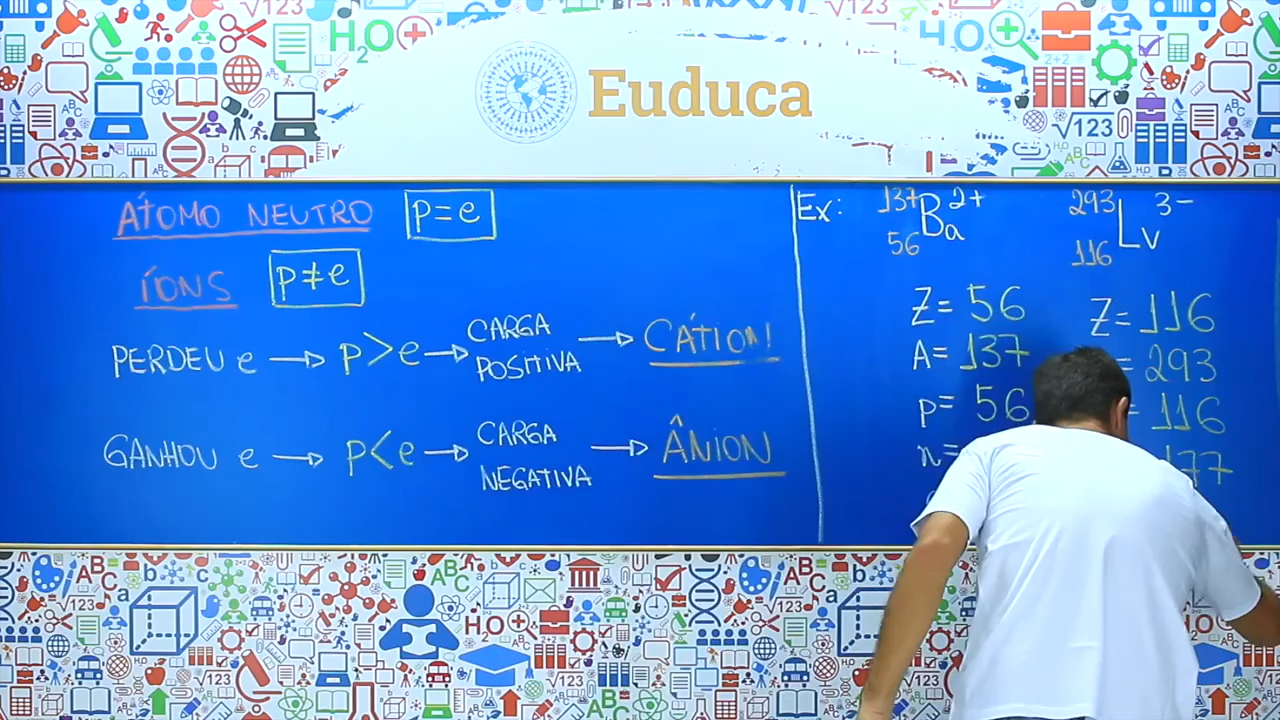 Euduca
ÁTOMO NEUTRO p=e
ÍONS p≠e
PERDEU e → p>e → CARGA POSITIVA → CÁTION!
GANHOU e → p<e → CARGA NEGATIVA → ÂNION
Ex: 137 56 Ba 2+ 293 116 Lv 3-
Z= 56 Z= 116
A= 137 = 293
p= 56 = 116
n= 177